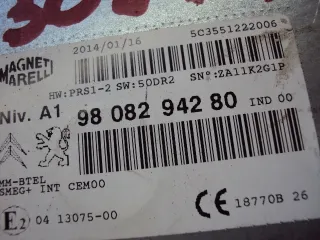 MAGNETI
MARELLI
2014/01/16
5C3551222006
HW:PRS1-2 SW:50DR2 SN°:ZA11K2G1P
Niv. A1 98 082 942 80 IND 00
MM-BTEL
SMEG+ INT CEM00
CE 18770B 26
E2 04 13075-00